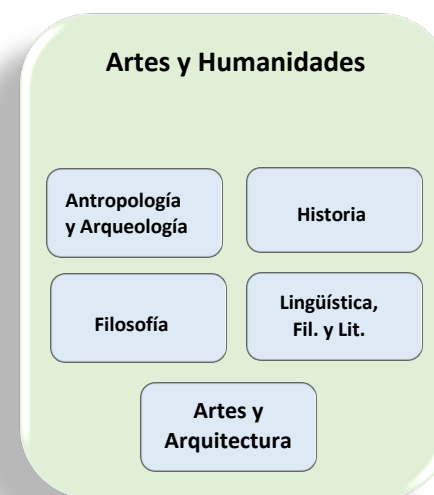 Artes y Humanidades
Antropología
y Arqueología
Historia
Filosofía
Lingüística,
Fil. y Lit.
Artes y
Arquitectura